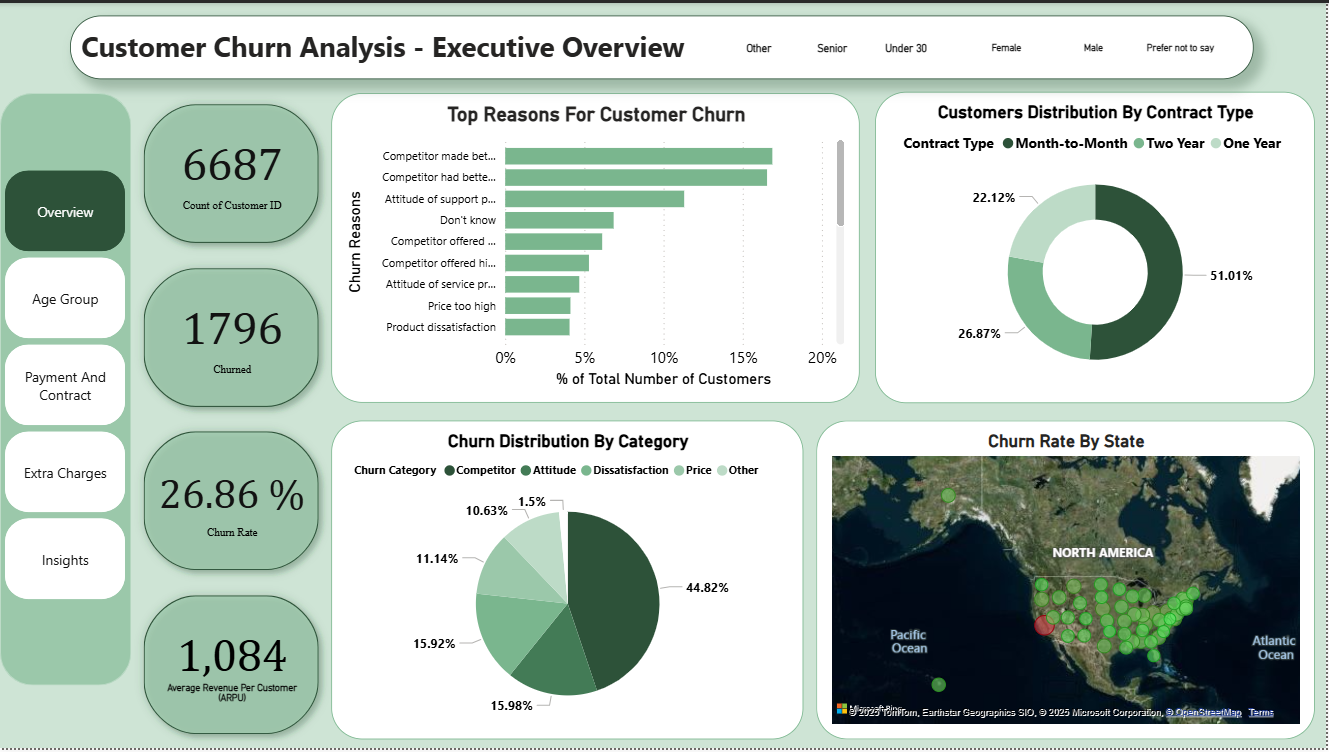 Customer Churn Analysis - Executive Overview
Other
Senior
Under 30
Female
Male
Prefer not to say
Overview
Age Group
Payment And
Contract
Extra Charges
Insights
6687
Count of Customer ID
1796
Churned
26.86 %
Churn Rate
1,084
Average Revenue Per Customer
(ARPU)
Top Reasons For Customer Churn
Churn Reasons
Competitor made bet...
Competitor had bette...
Attitude of support p...
Don't know
Competitor offered ...
Competitor offered hi...
Attitude of service pr...
Price too high
Product dissatisfaction
0%
5%
10%
15%
20%
% of Total Number of Customers
Customers Distribution By Contract Type
Contract Type Month-to-Month Two Year One Year
22.12%
51.01%
26.87%
Churn Distribution By Category
Churn Category Competitor Attitude Dissatisfaction Price Other
1.5%
10.63%
11.14%
44.82%
15.92%
15.98%
Churn Rate By State
NORTH AMERICA
Pacific
Ocean
Atlantic
Ocean
Microsoft Bing
© 2025 TomTom, Earthstar Geographics SIO, © 2025 Microsoft Corporation, © OpenStreetMap Terms